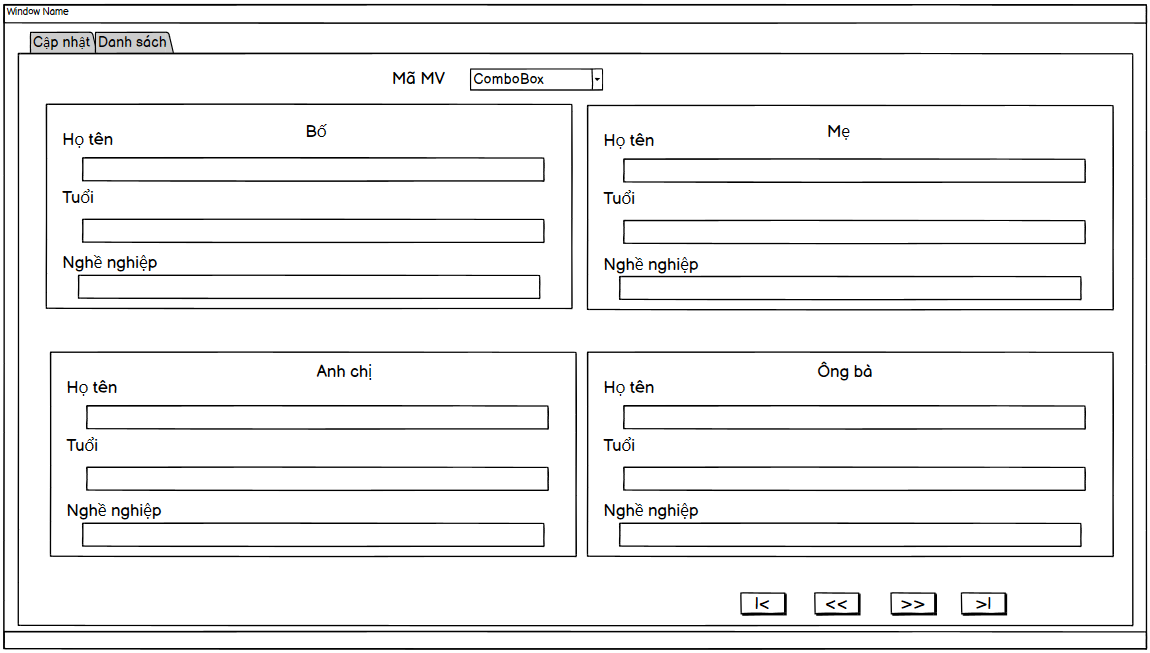 Window Name
Cập nhật Danh sách
Mã MV ComboBox
Bố
Họ tên
Tuổi
Nghề nghiệp
Mẹ
Họ tên
Tuổi
Nghề nghiệp
Anh chị
Họ tên
Tuổi
Nghề nghiệp
Ông bà
Họ tên
Tuổi
Nghề nghiệp
|< << >> >|